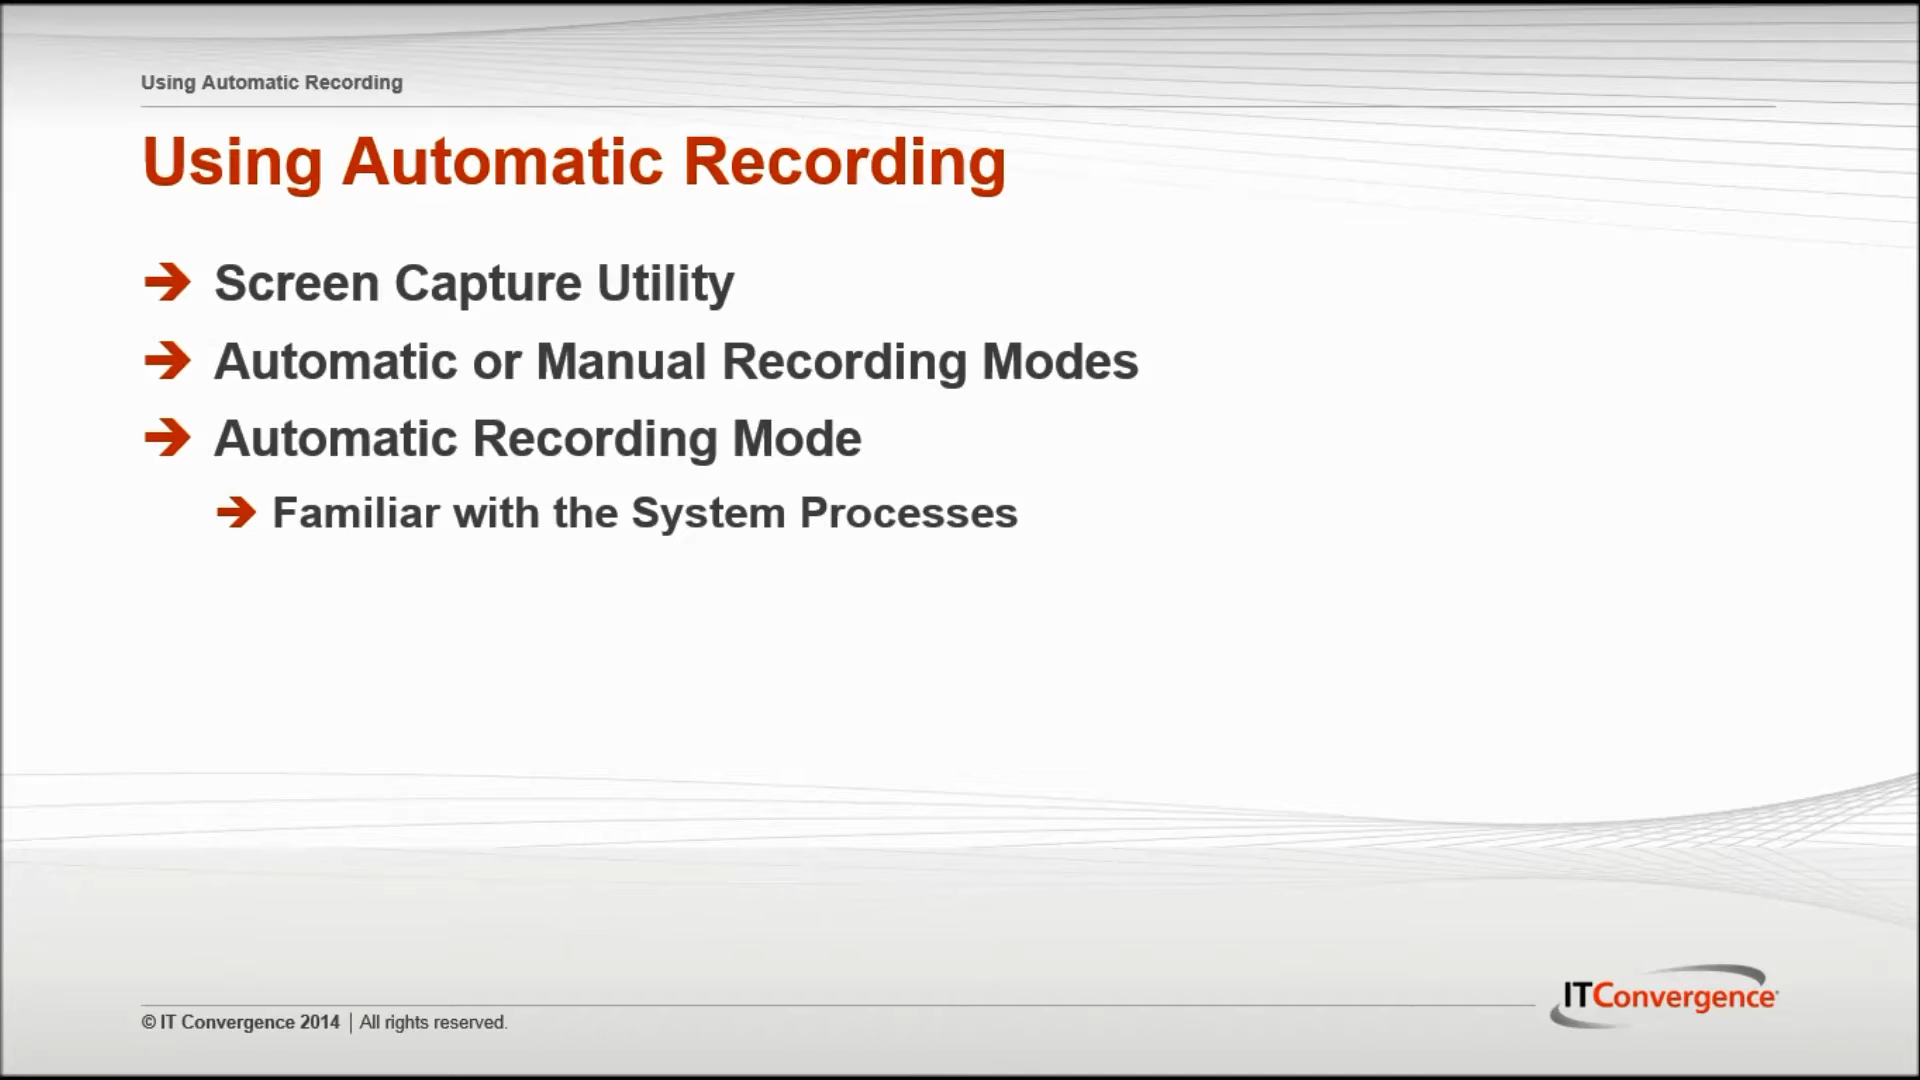 Using Automatic Recording
Using Automatic Recording
Screen Capture Utility
Automatic or Manual Recording Modes
Automatic Recording Mode
Familiar with the System Processes
ITConvergence
© IT Convergence 2014 | All rights reserved.